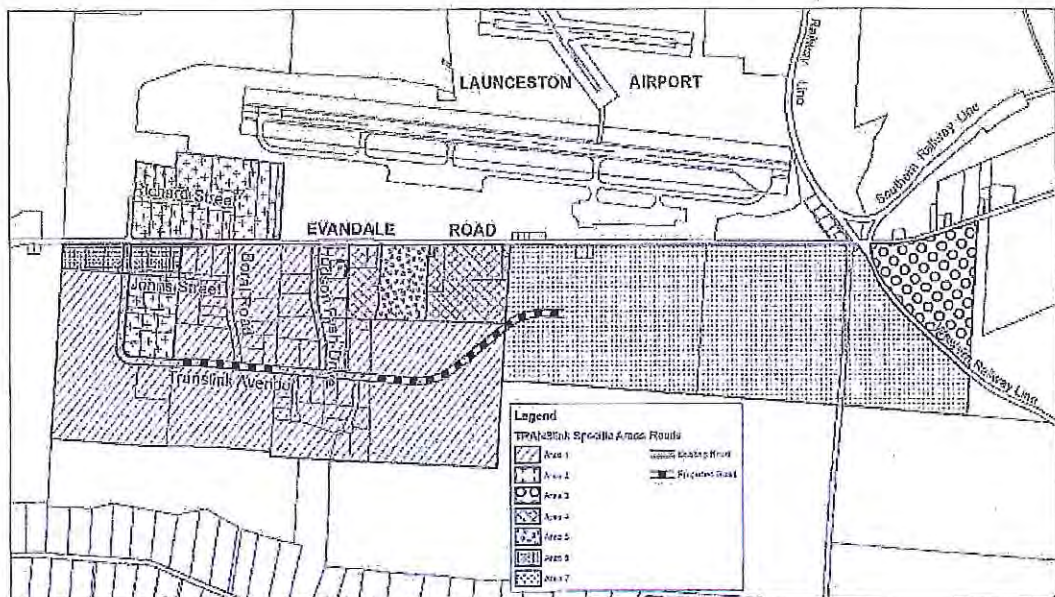 LAUNCESTON AIRPORT
Railway Line
Southern Railway Line
Richard Street
EVANDALE ROAD
Johns Street
Boral Road
Translink Avenue
Western Railway Line
Legend
TRANSlink Specific Areas Roads
Area 1
Area 2
Area 3
Area 4
Area 5
Area 6
Area 7
Existing Road
Proposed Road